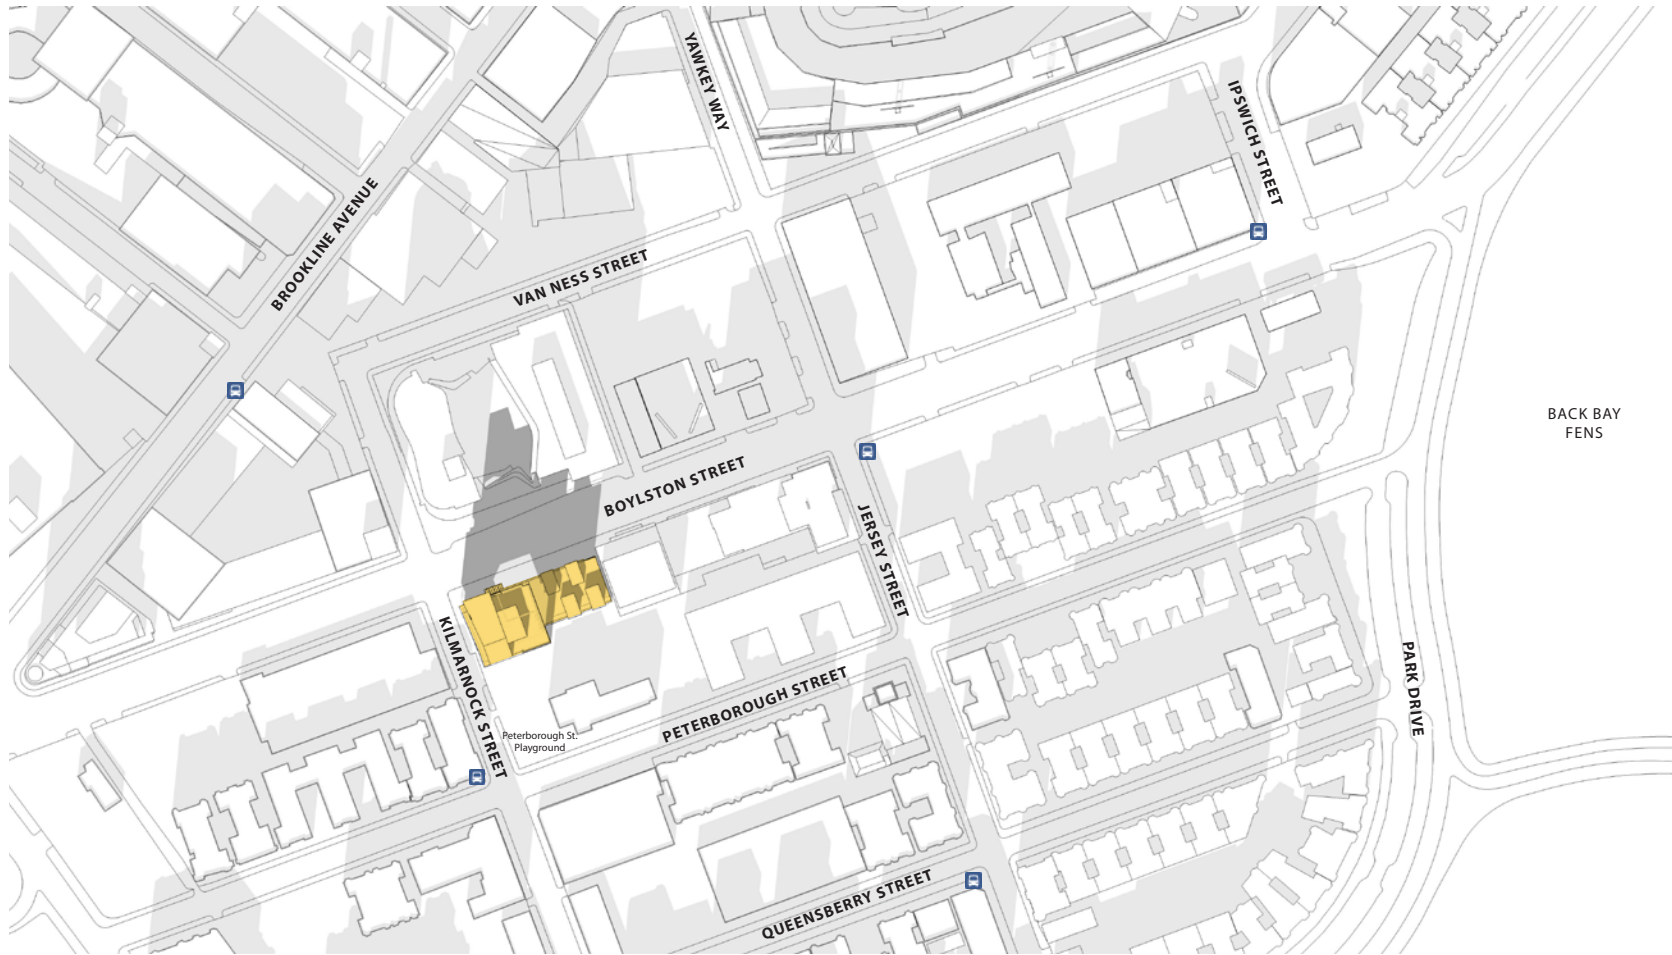 YAWKEY WAY
IPSWICH STREET
BROOKLINE AVENUE
VAN NESS STREET
BACK BAY
FENS
BOYLSTON STREET
JERSEY STREET
KILMARNOCK STREET
PARK DRIVE
PETERBOROUGH STREET
Peterborough St.
Playground
QUEENSBERRY STREET